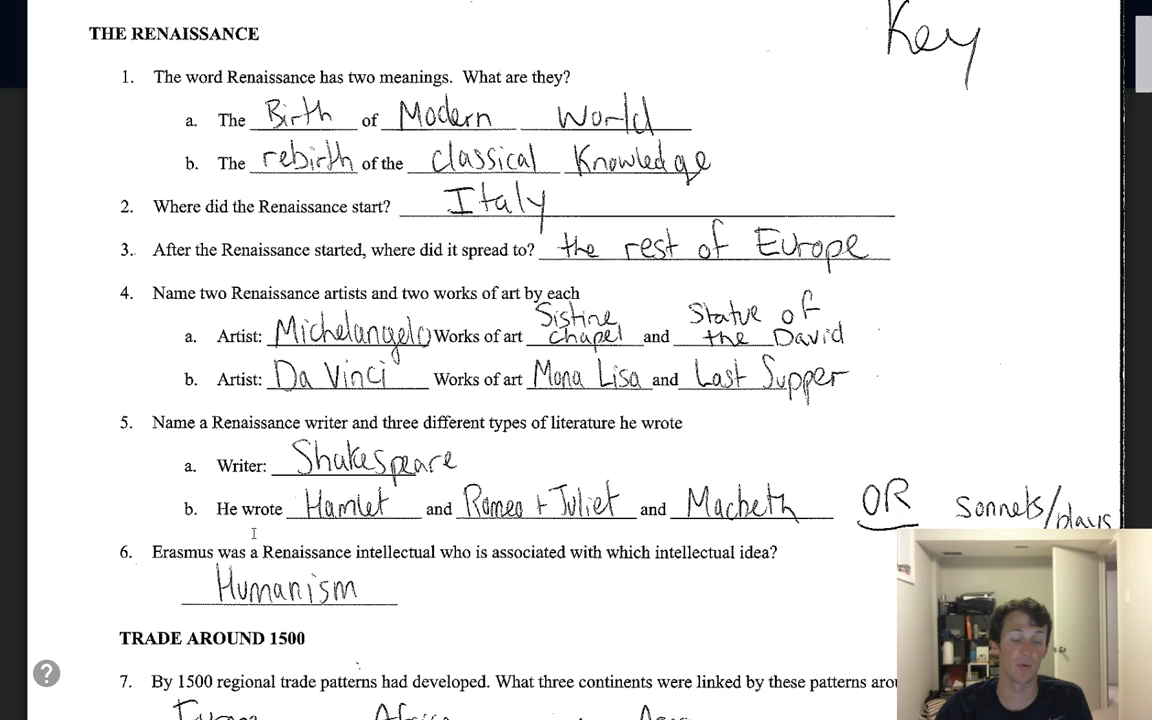 Key
THE RENAISSANCE
1. The word Renaissance has two meanings. What are they?
a. The Birth of Modern World
b. The rebirth of the classical Knowledge
2. Where did the Renaissance start? Italy
3. After the Renaissance started, where did it spread to? the rest of Europe
4. Name two Renaissance artists and two works of art by each
a. Artist: Michelangelo Works of art Sistine chapel and Statue of the David
b. Artist: Da Vinci Works of art Mona Lisa and Last Supper
5. Name a Renaissance writer and three different types of literature he wrote
a. Writer: Shakespeare
b. He wrote Hamlet and Romeo + Juliet and Macbeth OR sonnets/plays
6. Erasmus was a Renaissance intellectual who is associated with which intellectual idea?
Humanism
TRADE AROUND 1500
7. By 1500 regional trade patterns had developed. What three continents were linked by these patterns
Africa
?